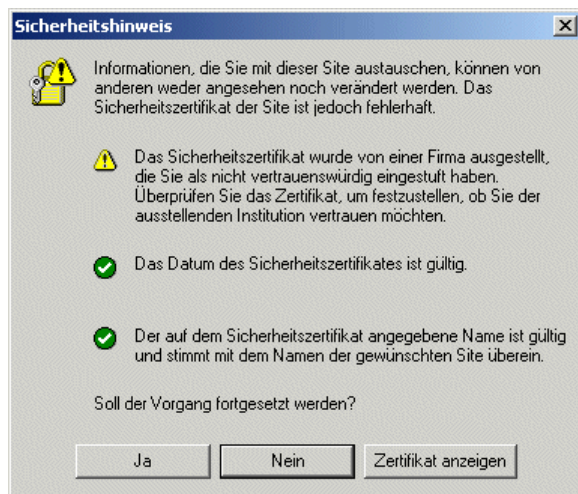 Sicherheitshinweis
Informationen, die Sie mit dieser Site austauschen, können von
anderen weder angesehen noch verändert werden. Das
Sicherheitszertifikat der Site ist jedoch fehlerhaft.
Das Sicherheitszertifikat wurde von einer Firma ausgestellt,
die Sie als nicht vertrauenswürdig eingestuft haben.
Überprüfen Sie das Zertifikat, um festzustellen, ob Sie der
ausstellenden Institution vertrauen möchten.
Das Datum des Sicherheitszertifikates ist gültig.
Der auf dem Sicherheitszertifikat angegebene Name ist gültig
und stimmt mit dem Namen der gewünschten Site überein.
Soll der Vorgang fortgesetzt werden?
Ja Nein Zertifikat anzeigen